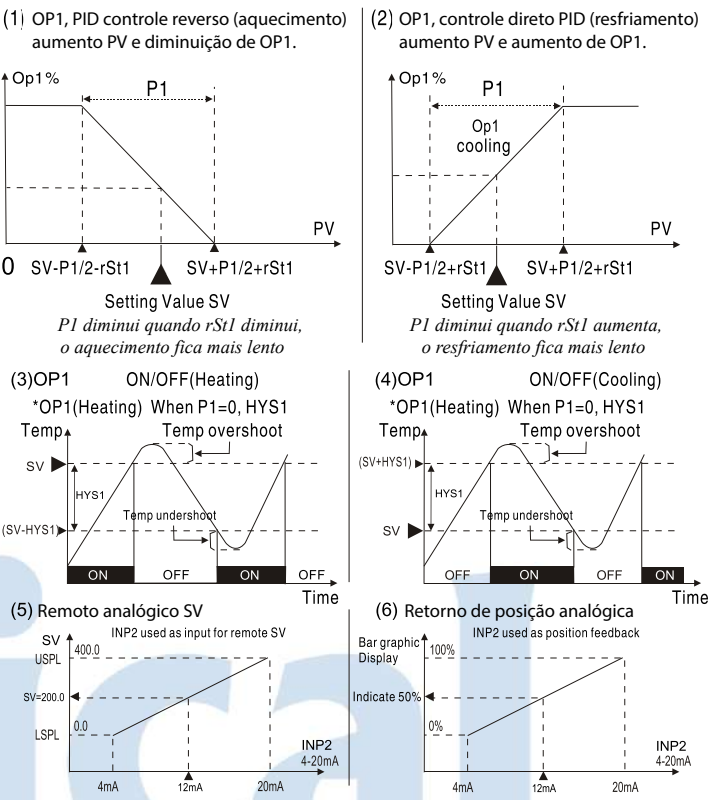 (1) OP1, PID controle reverso (aquecimento)
aumento PV e diminuição de OP1.
Op1%
P1
PV
0
SV-P1/2-rSt1
SV+P1/2+rSt1
Setting Value SV
P1 diminui quando rSt1 diminui,
o aquecimento fica mais lento
(2) OP1, controle direto PID (resfriamento)
aumento PV e aumento de OP1.
Op1%
P1
Op1
cooling
PV
SV-P1/2+rSt1
SV+P1/2+rSt1
Setting Value SV
P1 diminui quando rSt1 aumenta,
o resfriamento fica mais lento
(3)OP1 ON/OFF(Heating)
*OP1(Heating) When P1=0, HYS1
Temp
Temp overshoot
SV
HYS1
Temp undershoot
(SV-HYS1)
ON OFF ON OFF
Time
(4)OP1 ON/OFF(Cooling)
*OP1(Heating) When P1=0, HYS1
Temp
Temp overshoot
(SV+HYS1)
HYS1
Temp undershoot
SV
OFF ON OFF ON
Time
(5) Remoto analógico SV
SV
INP2 used as input for remote SV
USPL
400.0
SV=200.0
LSPL
0.0
INP2
4-20mA
4mA 12mA 20mA
(6) Retorno de posição analógica
Bar graphic
Display
INP2 used as position feedback
100%
Indicate 50%
0%
INP2
4-20mA
4mA 12mA 20mA
ical